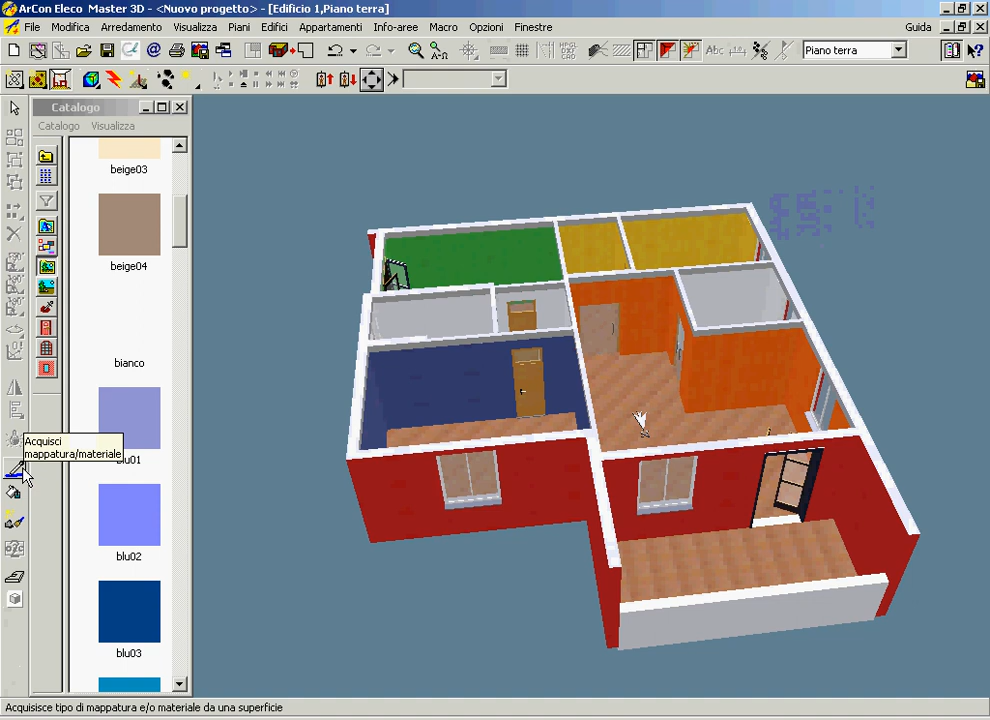 ArCon Eleco Master 3D - <Nuovo progetto> - [Edificio 1,Piano terra]
File Modifica Arredamento Visualizza Piani Edifici Appartamenti Info-aree Macro Opzioni Finestre Guida
Abc Piano terra
Catalogo
Catalogo Visualizza
beige03
beige04
bianco
Acquisci
mappatura/materiale
blu01
blu02
blu03
Acquisisce tipo di mappatura e/o materiale da una superficie